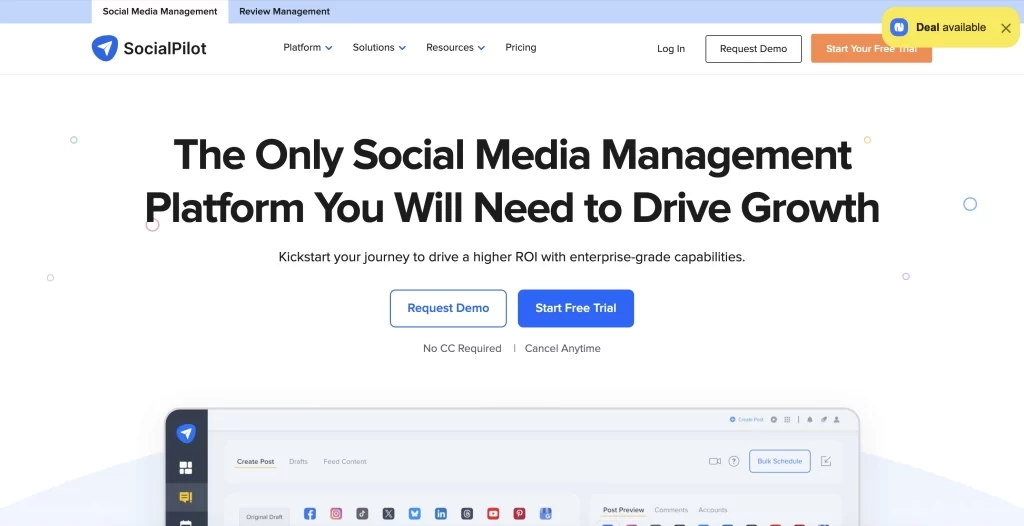 Social Media Management
Review Management
SocialPilot
Platform
Solutions
Resources
Pricing
Log In
Request Demo
Start Your Free Trial
Deal available
The Only Social Media Management
Platform You Will Need to Drive Growth
Kickstart your journey to drive a higher ROI with enterprise-grade capabilities.
Request Demo
Start Free Trial
No CC Required | Cancel Anytime
Create Post
Create Post
Drafts
Feed Content
Bulk Schedule
Original Draft
Post Preview
Comments
Accounts